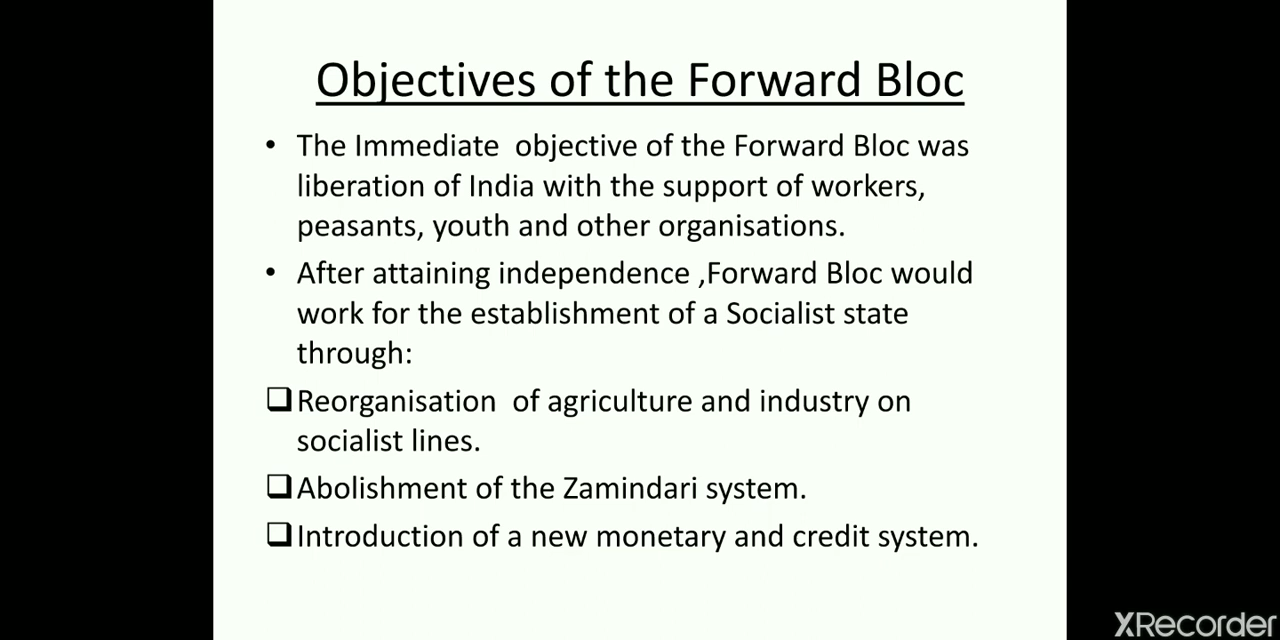 Objectives of the Forward Bloc
• The Immediate  objective of the Forward Bloc was
liberation of India with the support of workers,
peasants, youth and other organisations.
• After attaining independence ,Forward Bloc would
work for the establishment of a Socialist state
through:
❑Reorganisation  of agriculture and industry on
socialist lines.
❑Abolishment of the Zamindari system.
❑Introduction of a new monetary and credit system.
XRecorder